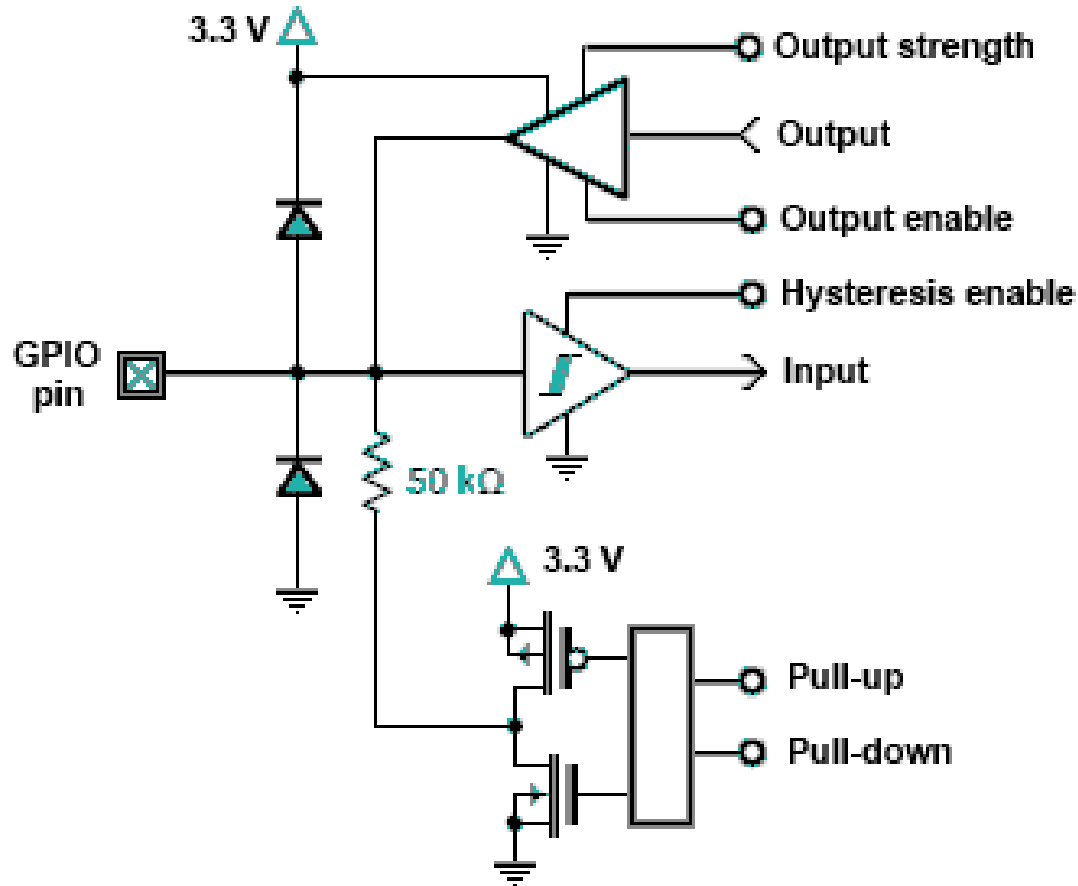 3.3 V
Output strength
Output
Output enable
Hysteresis enable
GPIO
pin
Input
50 kΩ
3.3 V
Pull-up
Pull-down